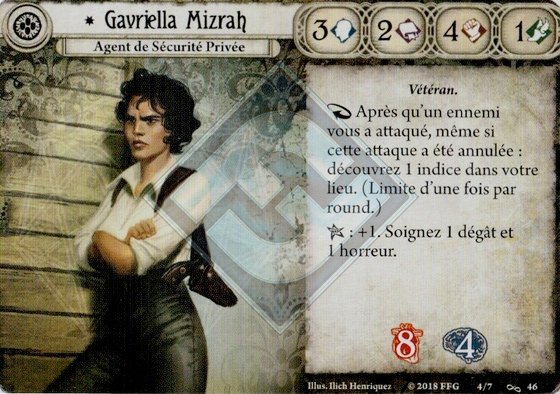 * Gavriella Mizrah
Agent de Sécurité Privée
3 2 4 1
Vétéran.
Après qu'un ennemi
vous a attaqué, même si
cette attaque a été annulée :
découvrez 1 indice dans votre
lieu. (Limite d'une fois par
round.)
: +1. Soignez 1 dégât et
1 horreur.
8 4
Illus. Ilich Henriquez © 2018 FFG 4/7 46